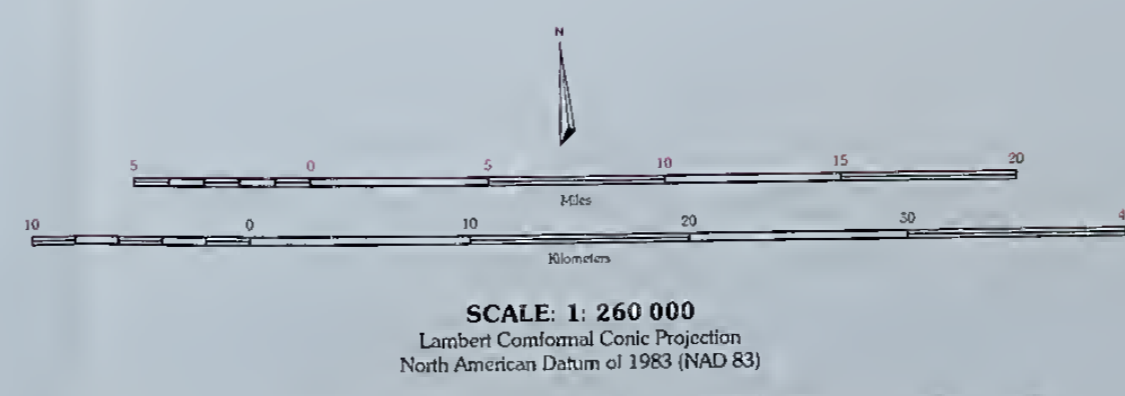 N
5 0 5 10 15 20
Miles
10 0 10 20 30 4
Kilometers
SCALE: 1: 260 000
Lambert Comformal Conic Projection
North American Datum of 1983 (NAD 83)